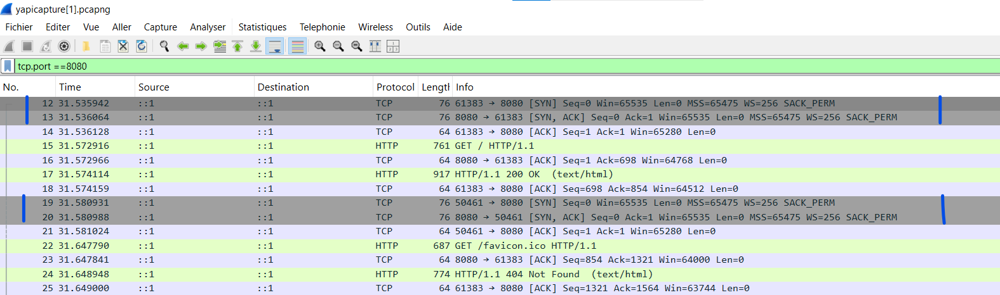 yapicapture[1].pcapng
Fichier Editer Vue Aller Capture Analyser Statistiques Telephonie Wireless Outils Aide
tcp.port ==8080
No. Time Source Destination Protocol Length Info
12 31.535942 ::1 ::1 TCP 76 61383 → 8080 [SYN] Seq=0 Win=65535 Len=0 MSS=65475 WS=256 SACK_PERM
13 31.536064 ::1 ::1 TCP 76 8080 → 61383 [SYN, ACK] Seq=0 Ack=1 Win=65535 Len=0 MSS=65475 WS=256 SACK_PERM
14 31.536128 ::1 ::1 TCP 64 61383 → 8080 [ACK] Seq=1 Ack=1 Win=65280 Len=0
15 31.572916 ::1 ::1 HTTP 761 GET / HTTP/1.1
16 31.572966 ::1 ::1 TCP 64 8080 → 61383 [ACK] Seq=1 Ack=698 Win=64768 Len=0
17 31.574114 ::1 ::1 HTTP 917 HTTP/1.1 200 OK (text/html)
18 31.574159 ::1 ::1 TCP 64 61383 → 8080 [ACK] Seq=698 Ack=854 Win=64512 Len=0
19 31.580931 ::1 ::1 TCP 76 50461 → 8080 [SYN] Seq=0 Win=65535 Len=0 MSS=65475 WS=256 SACK_PERM
20 31.580988 ::1 ::1 TCP 76 8080 → 50461 [SYN, ACK] Seq=0 Ack=1 Win=65535 Len=0 MSS=65475 WS=256 SACK_PERM
21 31.581024 ::1 ::1 TCP 64 50461 → 8080 [ACK] Seq=1 Ack=1 Win=65280 Len=0
22 31.647790 ::1 ::1 HTTP 687 GET /favicon.ico HTTP/1.1
23 31.647841 ::1 ::1 TCP 64 8080 → 61383 [ACK] Seq=854 Ack=1321 Win=64000 Len=0
24 31.648948 ::1 ::1 HTTP 774 HTTP/1.1 404 Not Found (text/html)
25 31.649000 ::1 ::1 TCP 64 61383 → 8080 [ACK] Seq=1321 Ack=1564 Win=63744 Len=0